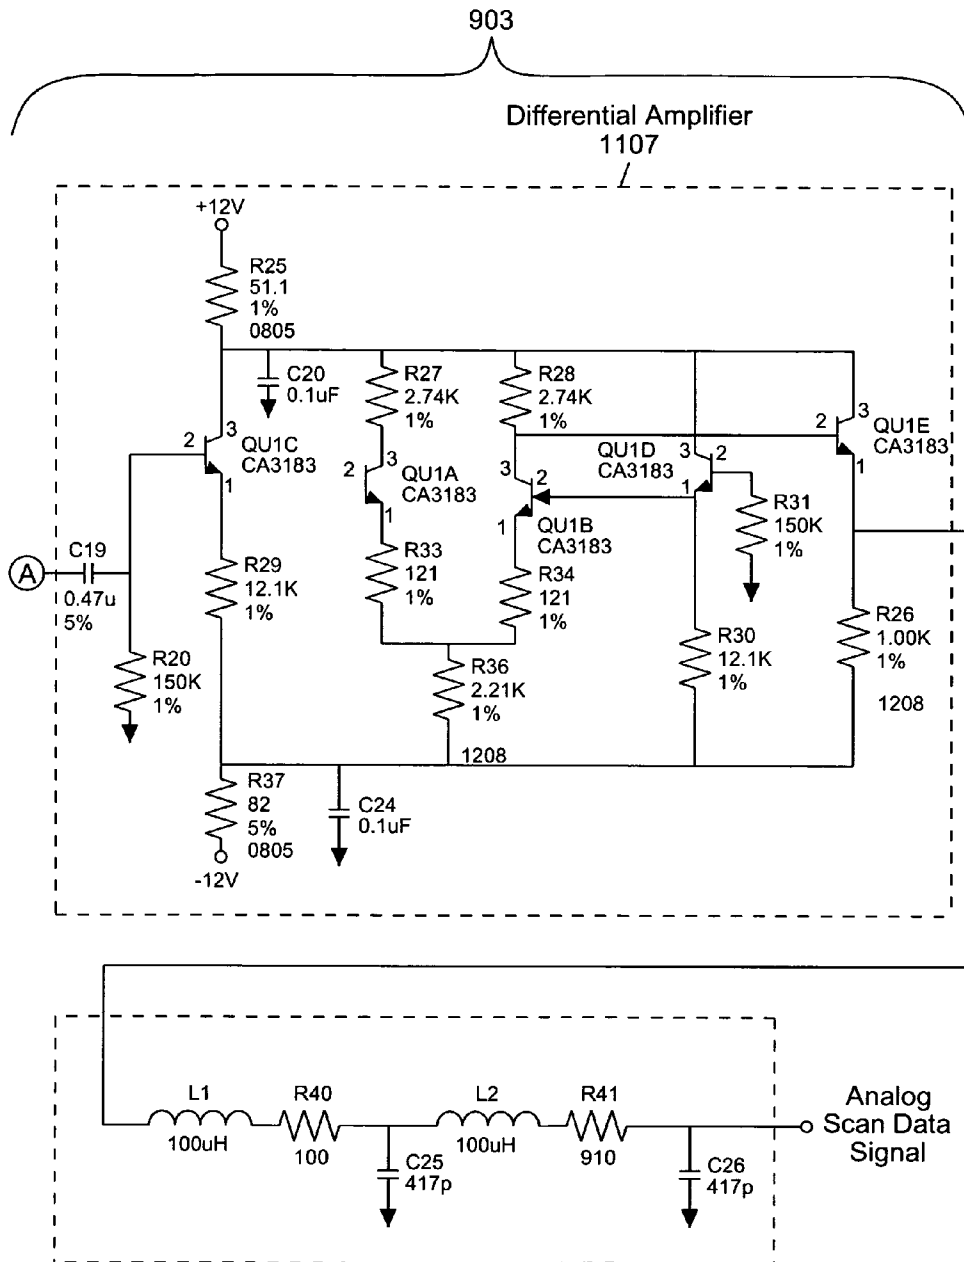 903
Differential Amplifier
1107
+12V
R25
51.1
1%
0805
C20
0.1uF
R27
2.74K
1%
R28
2.74K
1%
2
3
QU1E
CA3183
1
2
3
QU1C
CA3183
1
2
3
QU1A
CA3183
1
3
2
QU1B
CA3183
1
QU1D
CA3183
3
2
1
R31
150K
1%
A
C19
0.47u
5%
R29
12.1K
1%
R33
121
1%
R34
121
1%
R20
150K
1%
R36
2.21K
1%
1208
R30
12.1K
1%
R26
1.00K
1%
1208
R37
82
5%
0805
-12V
C24
0.1uF
L1
100uH
R40
100
L2
100uH
R41
910
C25
417p
C26
417p
Analog
Scan Data
Signal